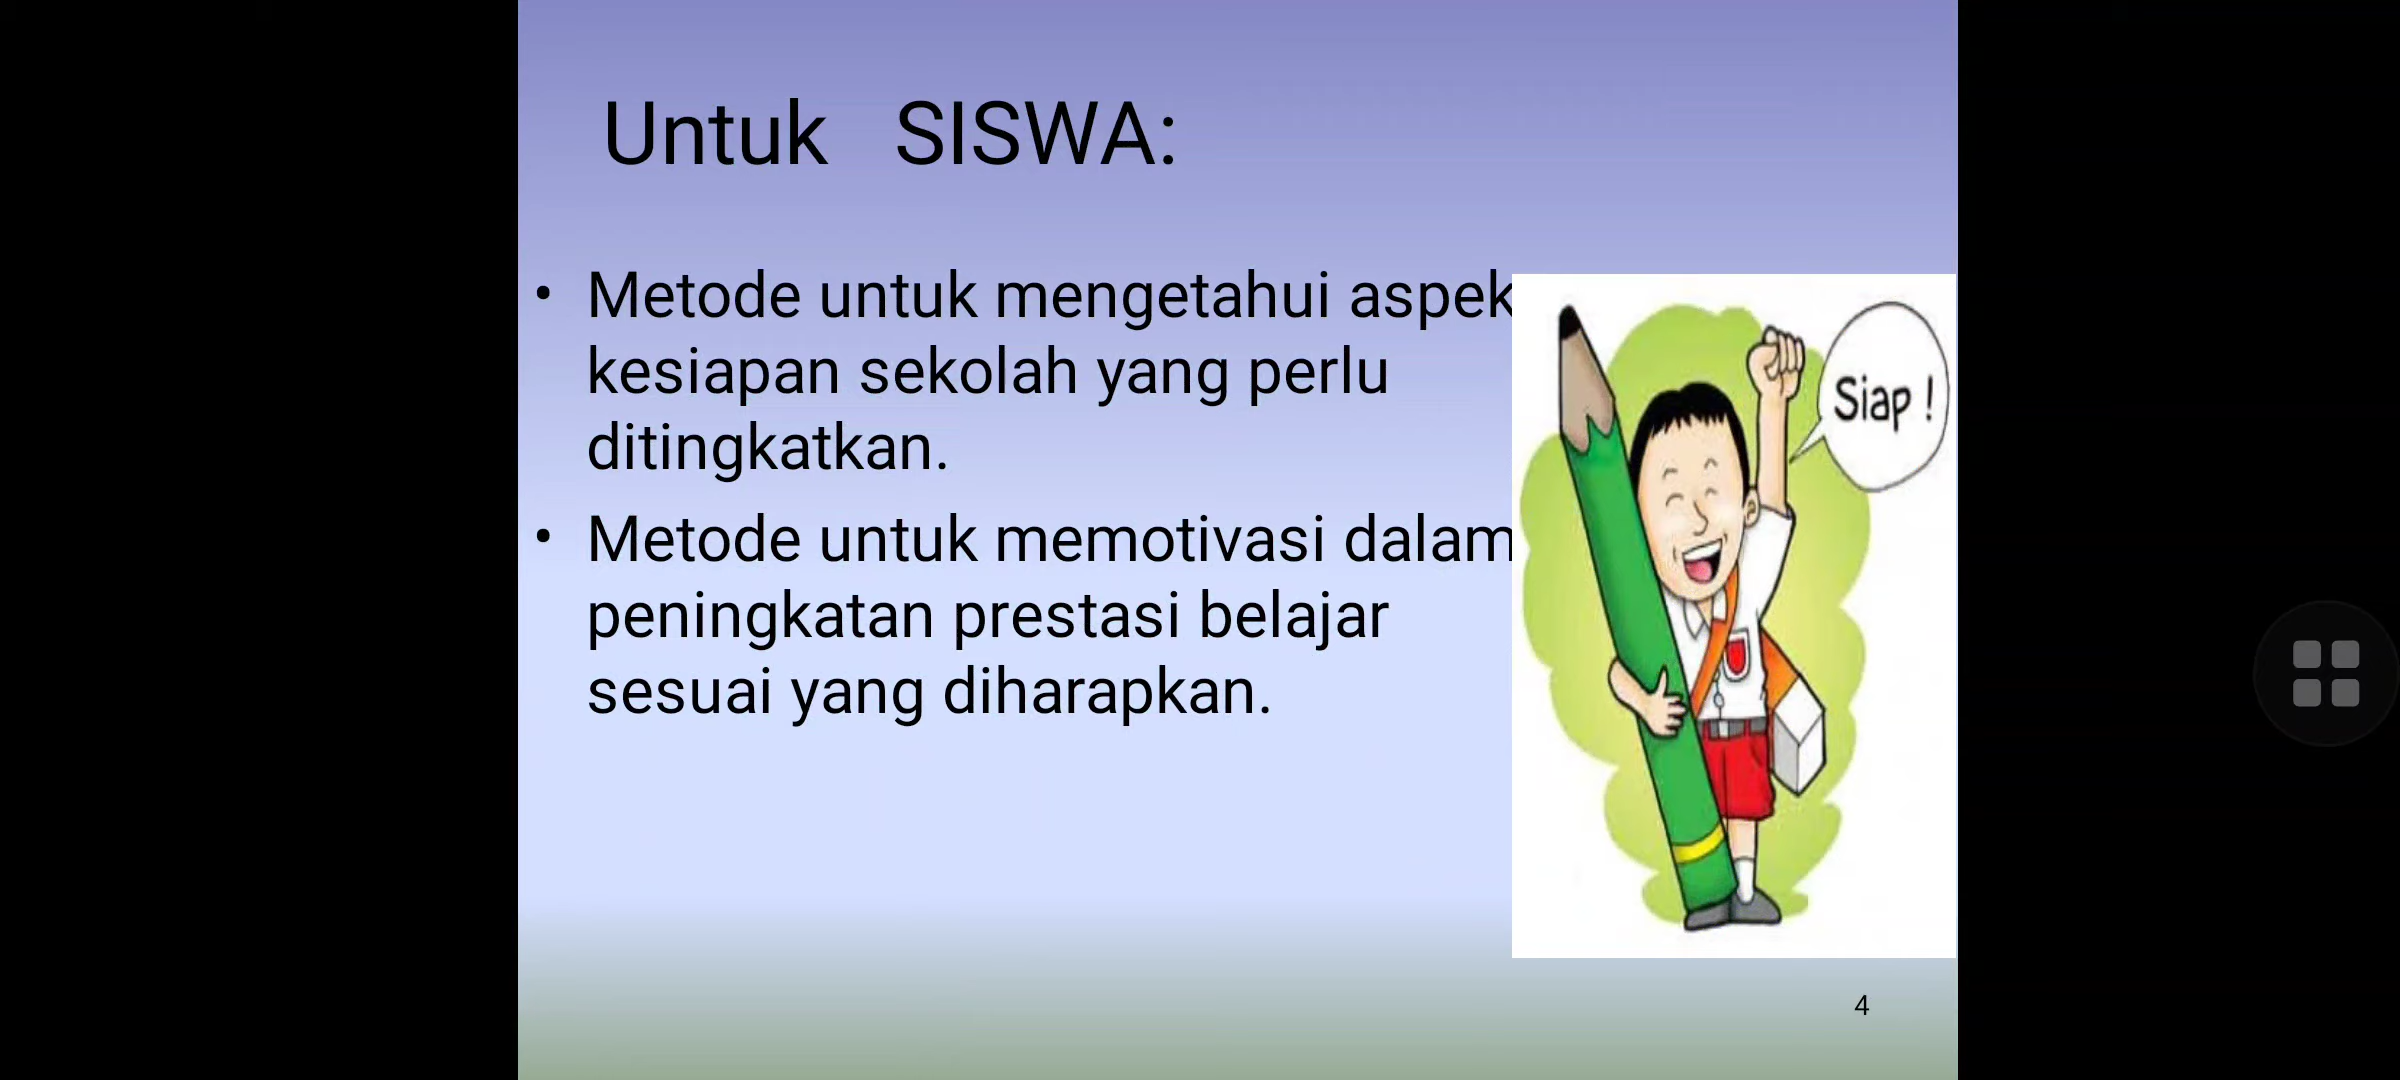 Untuk SISWA:
• Metode untuk mengetahui aspek
kesiapan sekolah yang perlu
ditingkatkan.
• Metode untuk memotivasi dalam
peningkatan prestasi belajar
sesuai yang diharapkan.
Siap !
4